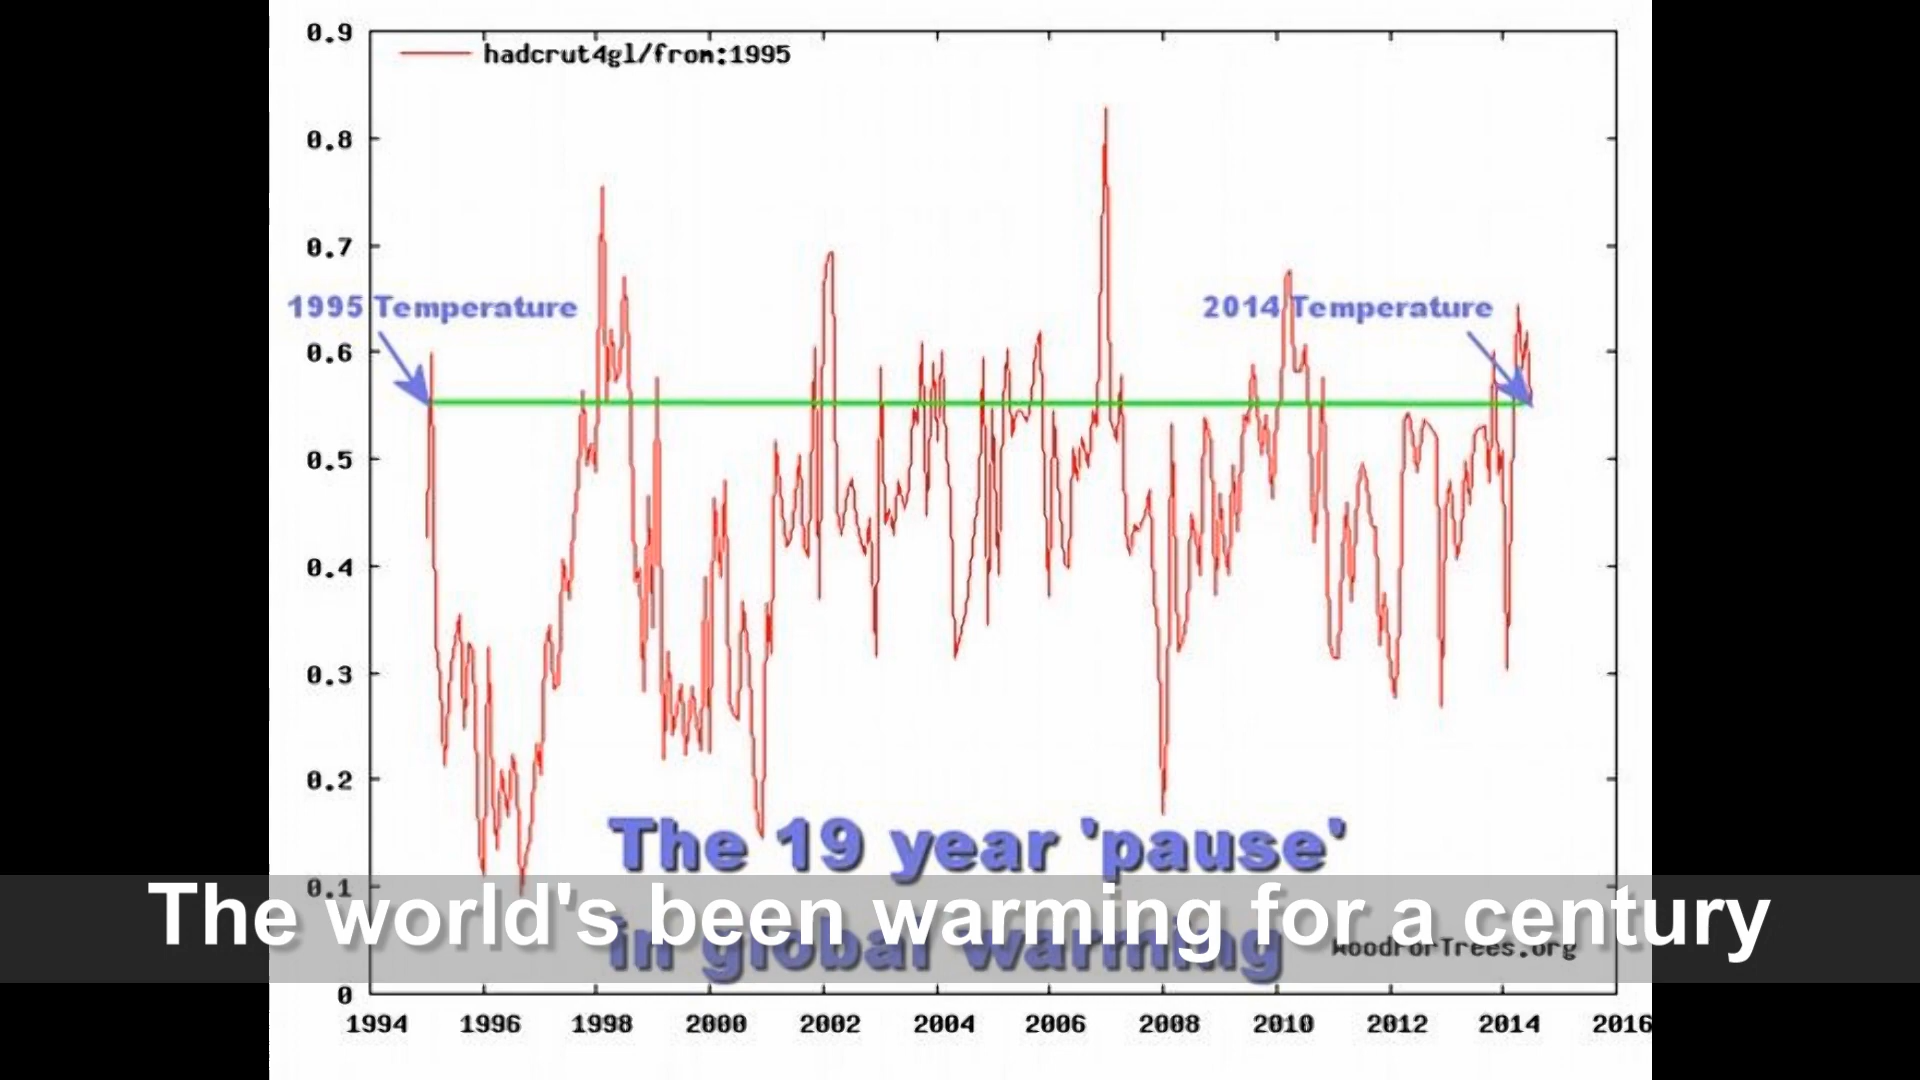 0.9
hadcrut4gl/from:1995
0.8
0.7
1995 Temperature
2014 Temperature
0.6
0.5
0.4
0.3
0.2
The 19 year 'pause'
0.1
The world's been warming for a century
in global warming
WoodForTrees.org
0
1994 1996 1998 2000 2002 2004 2006 2008 2010 2012 2014 2016